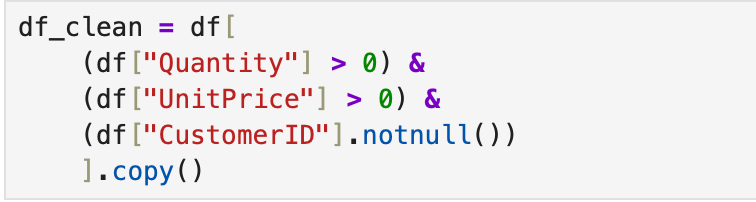 df_clean = df[
    (df["Quantity"] > 0) &
    (df["UnitPrice"] > 0) &
    (df["CustomerID"].notnull())
    ].copy()